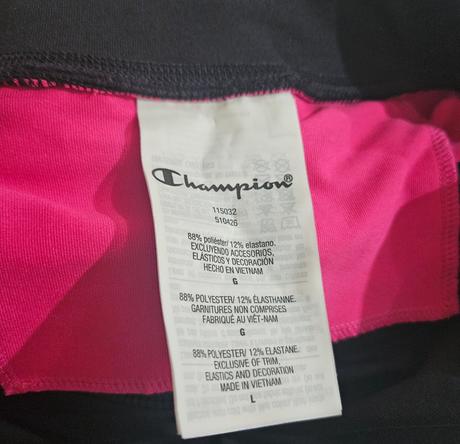 Champion®
115032
510426
88% poliéster/ 12% elastano.
EXCLUYENDO ACCESORIOS,
ELÁSTICOS Y DECORACIÓN
HECHO EN VIETNAM
G
88% POLYESTER/ 12% ÉLASTHANNE.
GARNITURES NON COMPRISES
FABRIQUÉ AU VIÊT-NAM
G
88% POLYESTER/ 12% ELASTANE.
EXCLUSIVE OF TRIM,
ELASTICS AND DECORATION
MADE IN VIETNAM
L